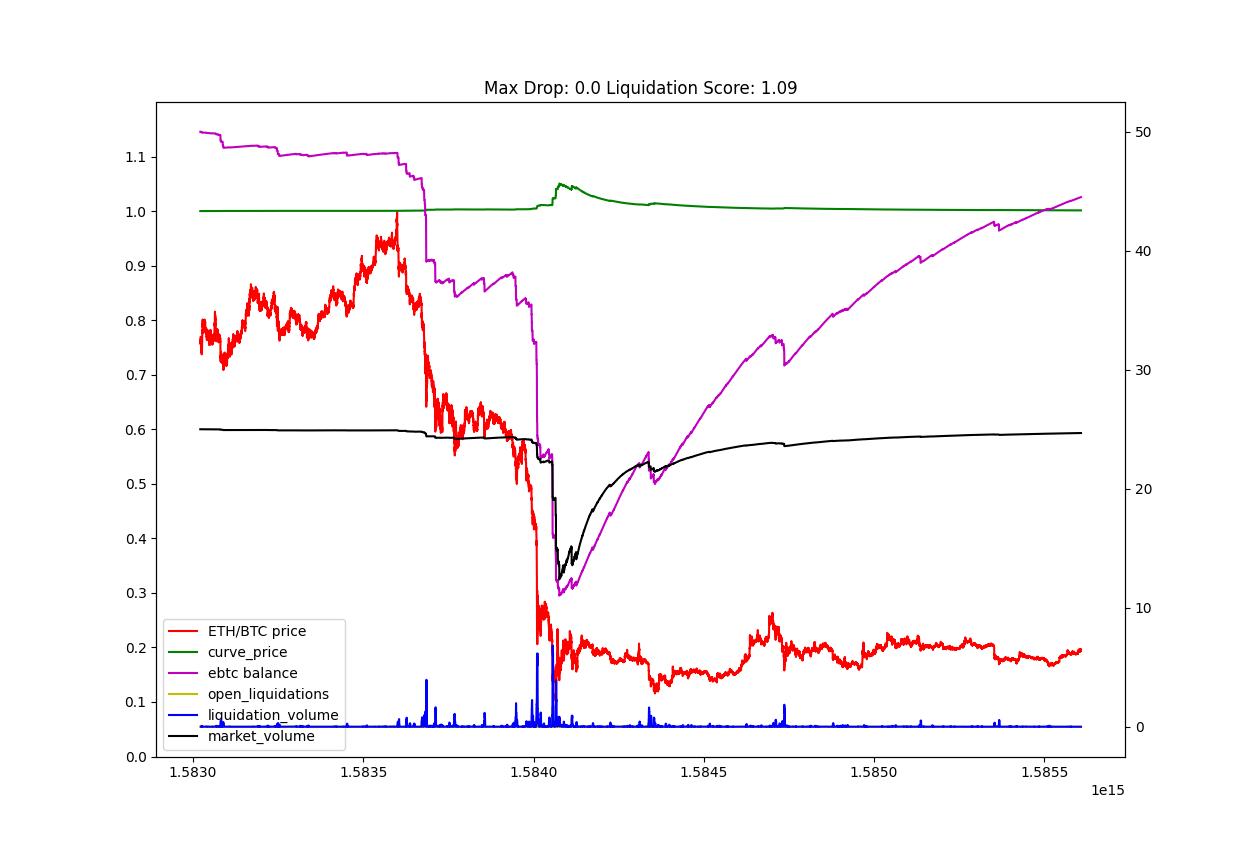 Max Drop: 0.0 Liquidation Score: 1.09
1.1
1.0
0.9
0.8
0.7
0.6
0.5
0.4
0.3
0.2
0.1
0.0
50
40
30
20
10
0
ETH/BTC price
curve_price
ebtc balance
open_liquidations
liquidation_volume
market_volume
1.5830 1.5835 1.5840 1.5845 1.5850 1.5855
1e15